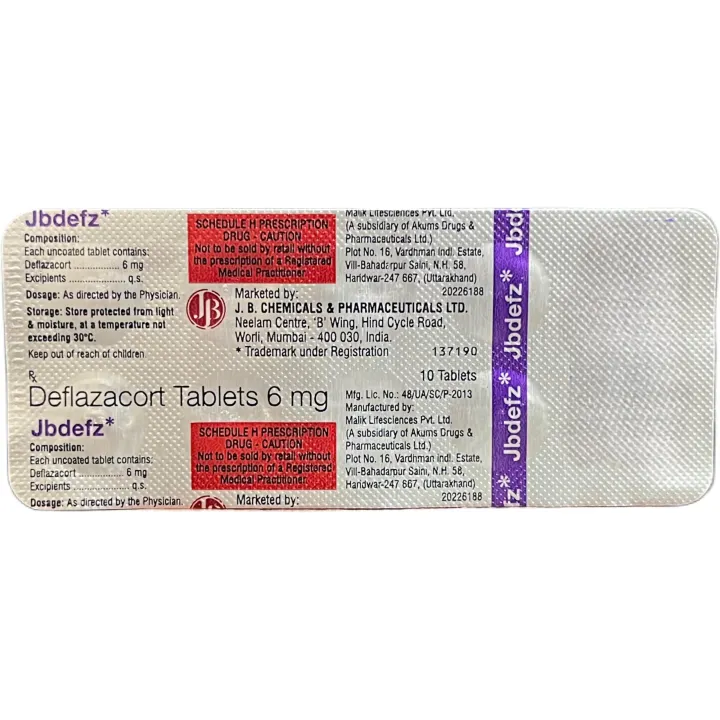 Jbdefz*
Composition:
Each uncoated tablet contains:
Deflazacort ................ 6 mg
Excipients .................. q.s.
Dosage: As directed by the Physician.
Storage: Store protected from light
& moisture, at a temperature not
exceeding 30°C.
Keep out of reach of children.
SCHEDULE H PRESCRIPTION
DRUG - CAUTION
Not to be sold by retail without
the prescription of a Registered
Medical Practitioner.
Marketed by:
JB
J. B. CHEMICALS & PHARMACEUTICALS LTD.
Neelam Centre, 'B' Wing, Hind Cycle Road,
Worli, Mumbai - 400 030, India.
* Trademark under Registration
137190
Malik Lifesciences Pvt. Ltd.
(A subsidiary of Akums Drugs &
Pharmaceuticals Ltd.)
Plot No. 16, Vardhman Indl. Estate,
Vill-Bahadarpur Saini, N.H. 58,
Haridwar-247 667, (Uttarakhand)
20226188
10 Tablets
Rx
Deflazacort Tablets 6 mg
Jbdefz*
Composition:
Each uncoated tablet contains:
Deflazacort ................ 6 mg
Excipients .................. q.s.
Dosage: As directed by the Physician.
SCHEDULE H PRESCRIPTION
DRUG - CAUTION
Not to be sold by retail without
the prescription of a Registered
Medical Practitioner.
Marketed by:
Mfg. Lic. No.: 48/UA/SC/P-2013
Manufactured by:
Malik Lifesciences Pvt. Ltd.
(A subsidiary of Akums Drugs &
Pharmaceuticals Ltd.)
Plot No. 16, Vardhman Indl. Estate,
Vill-Bahadarpur Saini, N.H. 58,
Haridwar-247 667, (Uttarakhand)
20226188
Jbdefz* Jbdefz* Jbd